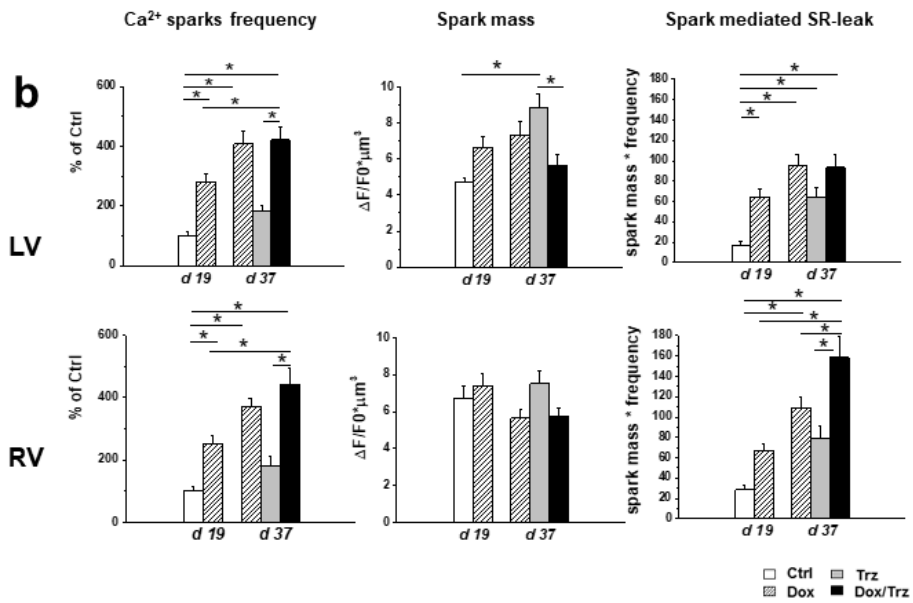 Ca²⁺ sparks frequency
Spark mass
Spark mediated SR-leak
b
LV
% of Ctrl
600
400
200
0
* * * * *
d 19 d 37
ΔF/F0*μm³
10
8
6
4
2
0
* *
d 19 d 37
spark mass * frequency
180
160
140
120
100
80
60
40
20
0
* * * *
d 19 d 37
RV
% of Ctrl
600
400
200
0
* * * * *
d 19 d 37
ΔF/F0*μm³
10
8
6
4
2
0
d 19 d 37
spark mass * frequency
180
160
140
120
100
80
60
40
20
0
* * * * *
d 19 d 37
Ctrl Trz
Dox Dox/Trz